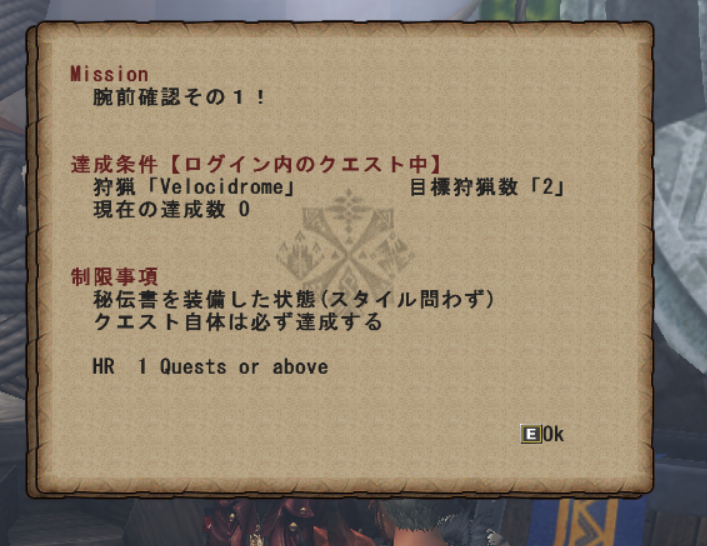 Mission
腕前確認その１！
達成条件【ログイン内のクエスト中】
狩猟「Velocidrome」 目標狩猟数「2」
現在の達成数 0
制限事項
秘伝書を装備した状態(スタイル問わず)
クエスト自体は必ず達成する
HR 1 Quests or above
E Ok